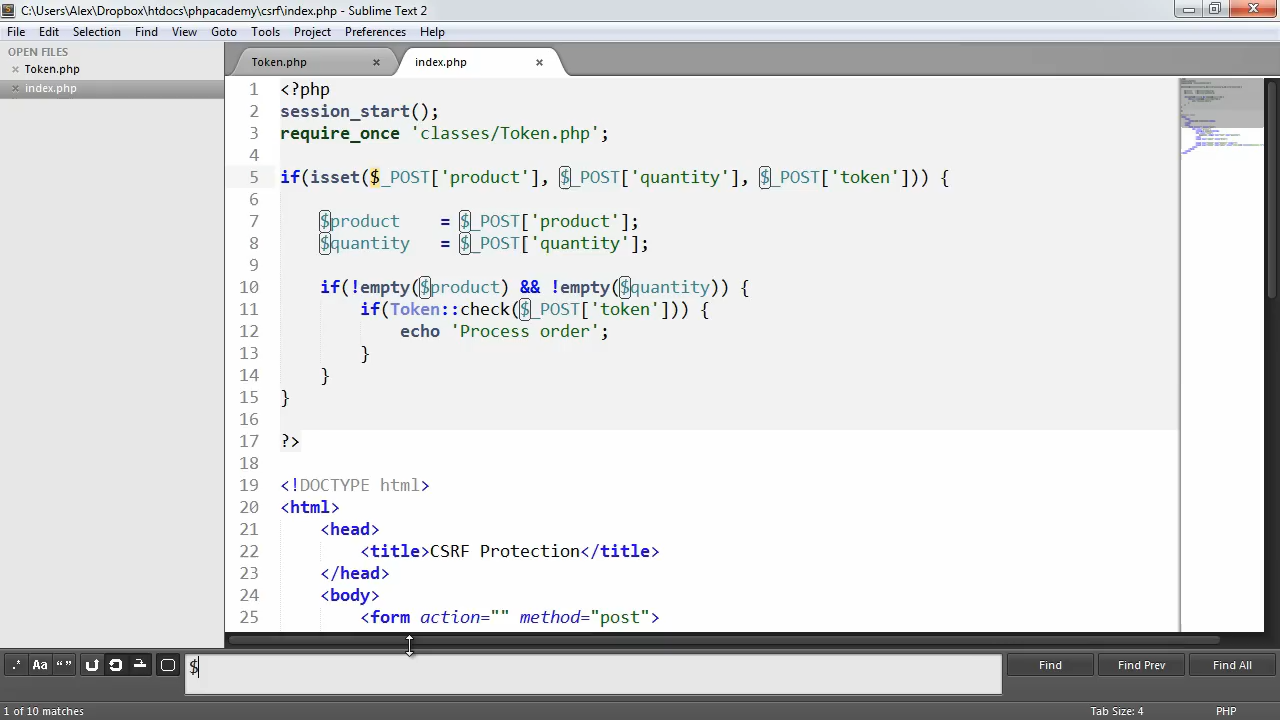 C:\Users\Alex\Dropbox\htdocs\phpacademy\csrf\index.php - Sublime Text 2
File Edit Selection Find View Goto Tools Project Preferences Help
OPEN FILES
Token.php
index.php
Token.php index.php
1 <?php
2 session_start();
3 require_once 'classes/Token.php';
4
5 if(isset($_POST['product'], $_POST['quantity'], $_POST['token'])) {
6
7 $product = $_POST['product'];
8 $quantity = $_POST['quantity'];
9
10 if(!empty($product) && !empty($quantity)) {
11 if(Token::check($_POST['token'])) {
12 echo 'Process order';
13 }
14 }
15 }
16
17 ?>
18
19 <!DOCTYPE html>
20 <html>
21 <head>
22 <title>CSRF Protection</title>
23 </head>
24 <body>
25 <form action="" method="post">
.* Aa “” $ Find Find Prev Find All
1 of 10 matches Tab Size: 4 PHP